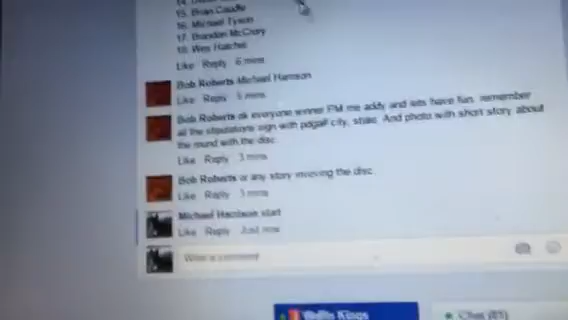 15. Brian Caudle
16. Michael Tyson
17. Brandon McCrory
18. Wes Hatcher
Like Reply 6 mins
Bob Roberts Michael Harrison
Like Reply 5 mins
Bob Roberts ok everyone winner PM me addy and lets have fun. remember
all the stipulations sign with pdga# city, state. And photo with short story about
the round with the disc.
Like Reply 3 mins
Bob Roberts or any story involving the disc.
Like Reply 3 mins
Michael Harrison start
Like Reply Just now
Write a comment
Kings
Chat (81)